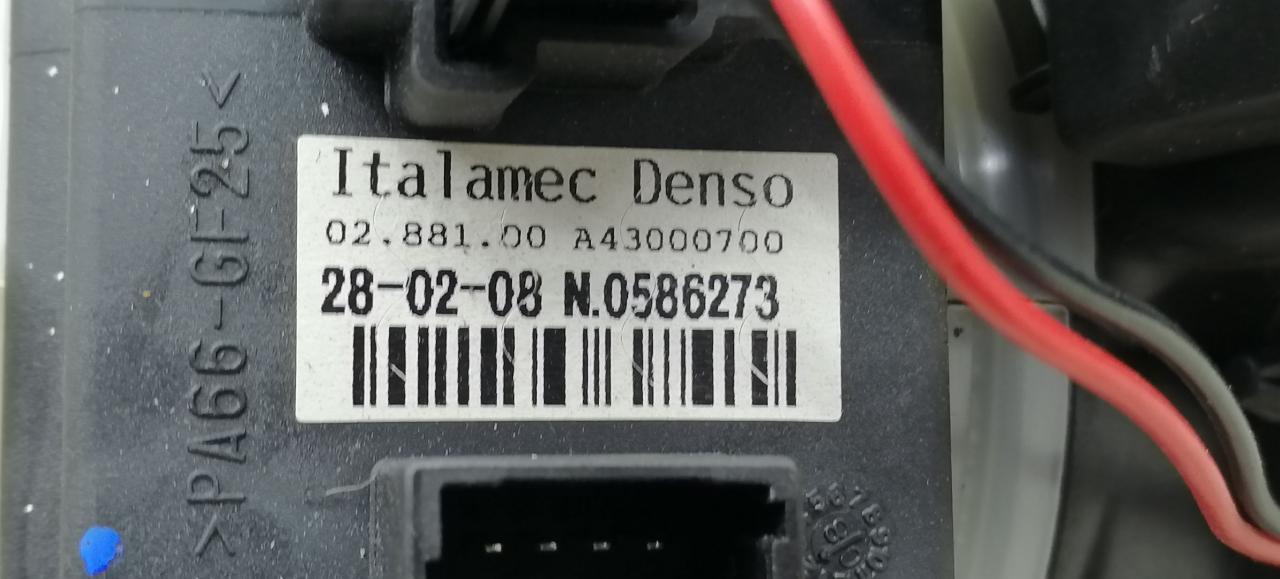 Italamec Denso
02.881.00 A43000700
28-02-08 N.0586273
>PA66-GF25<